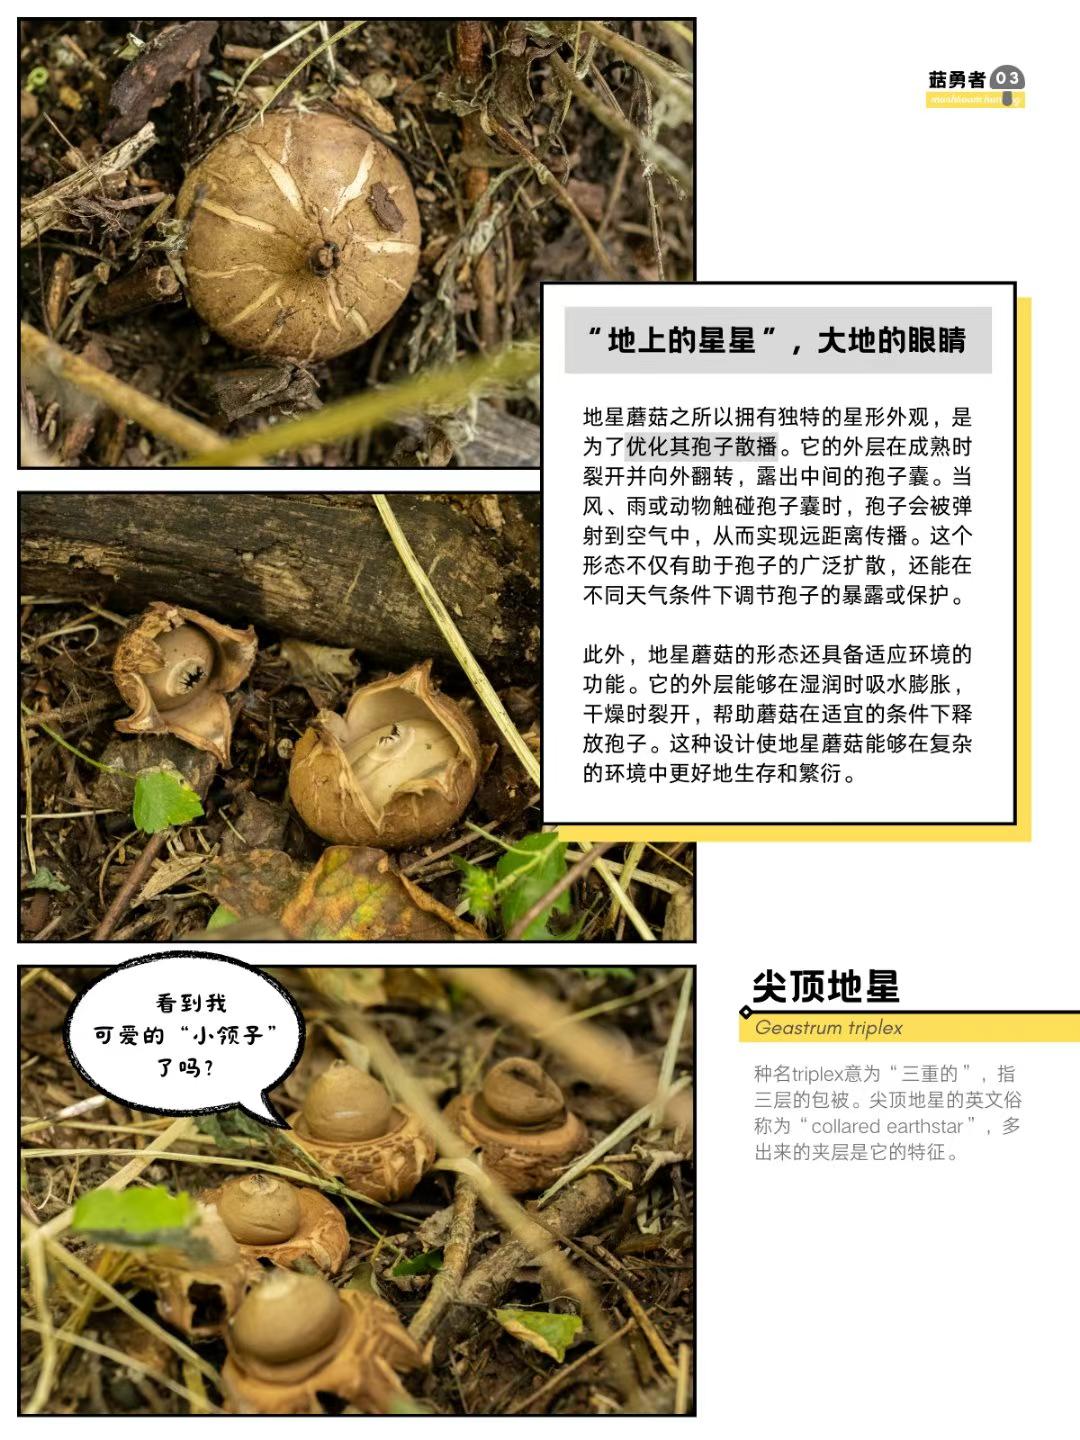 菇勇者 03
mushroom hunting
“地上的星星”，大地的眼睛
地星蘑菇之所以拥有独特的星形外观，是
为了优化其孢子散播。它的外层在成熟时
裂开并向外翻转，露出中间的孢子囊。当
风、雨或动物触碰孢子囊时，孢子会被弹
射到空气中，从而实现远距离传播。这个
形态不仅有助于孢子的广泛扩散，还能在
不同天气条件下调节孢子的暴露或保护。
此外，地星蘑菇的形态还具备适应环境的
功能。它的外层能够在湿润时吸水膨胀，
干燥时裂开，帮助蘑菇在适宜的条件下释
放孢子。这种设计使地星蘑菇能够在复杂
的环境中更好地生存和繁衍。
看到我
可爱的“小领子”
了吗？
尖顶地星
Geastrum triplex
种名triplex意为“三重的”，指
三层的包被。尖顶地星的英文俗
称为“collared earthstar”，多
出来的夹层是它的特征。